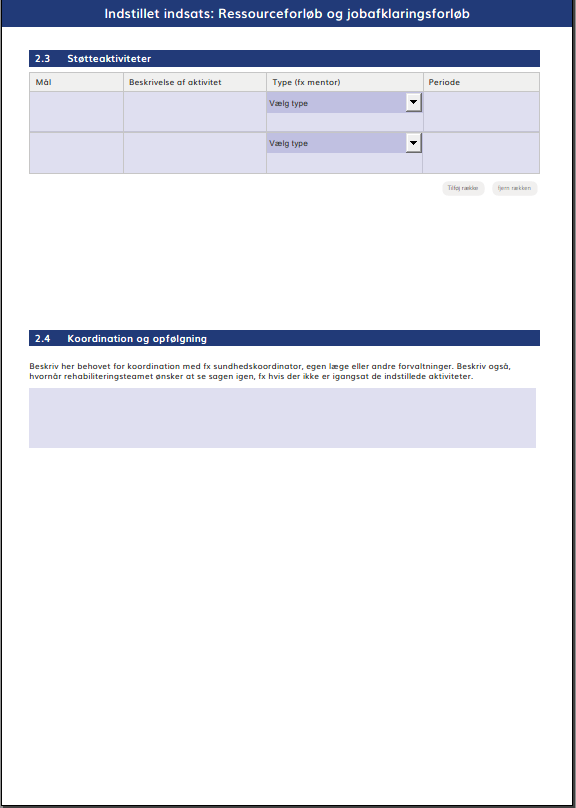 Indstillet indsats: Ressourceforløb og jobafklaringsforløb
2.3 Støtteaktiviteter
Mål Beskrivelse af aktivitet Type (fx mentor) Periode
Vælg type
Vælg type
Tilføj række fjern rækken
2.4 Koordination og opfølgning
Beskriv her behovet for koordination med fx sundhedskoordinator, egen læge eller andre forvaltninger. Beskriv også,
hvornår rehabiliteringsteamet ønsker at se sagen igen, fx hvis der ikke er igangsat de indstillede aktiviteter.